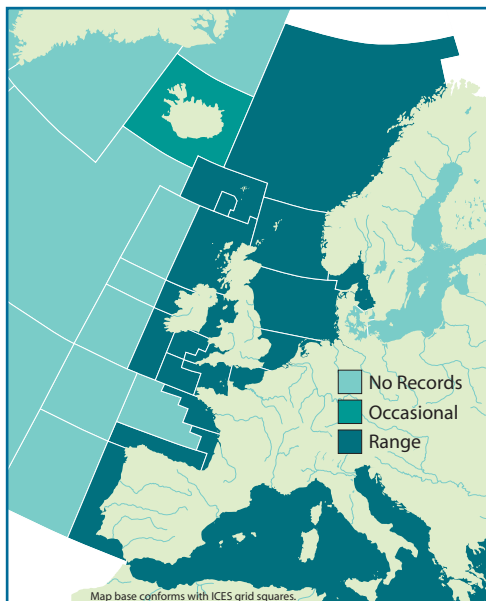 No Records
Occasional
Range
Map base conforms with ICES grid squares.